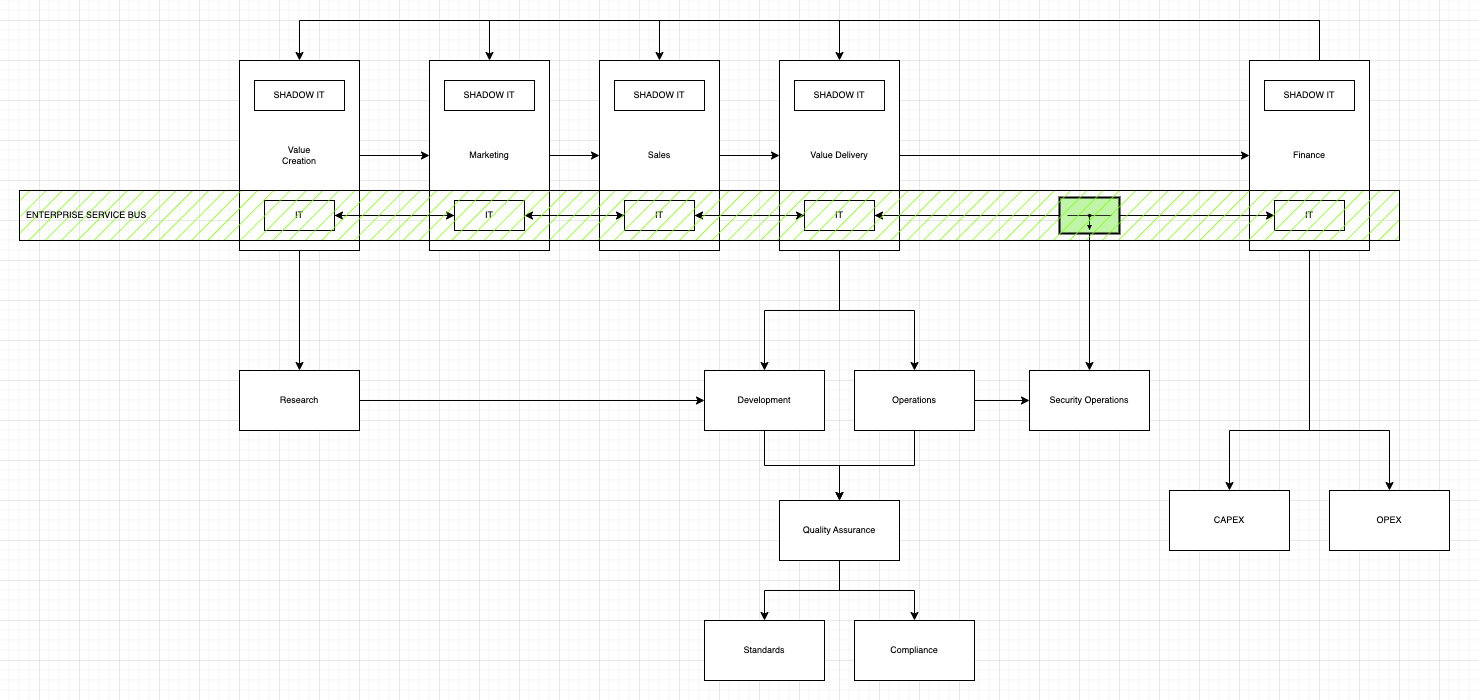 SHADOW IT
SHADOW IT
SHADOW IT
SHADOW IT
SHADOW IT
Value
Creation
Marketing
Sales
Value Delivery
Finance
ENTERPRISE SERVICE BUS
IT
IT
IT
IT
IT
Research
Development
Operations
Security Operations
CAPEX
OPEX
Quality Assurance
Standards
Compliance